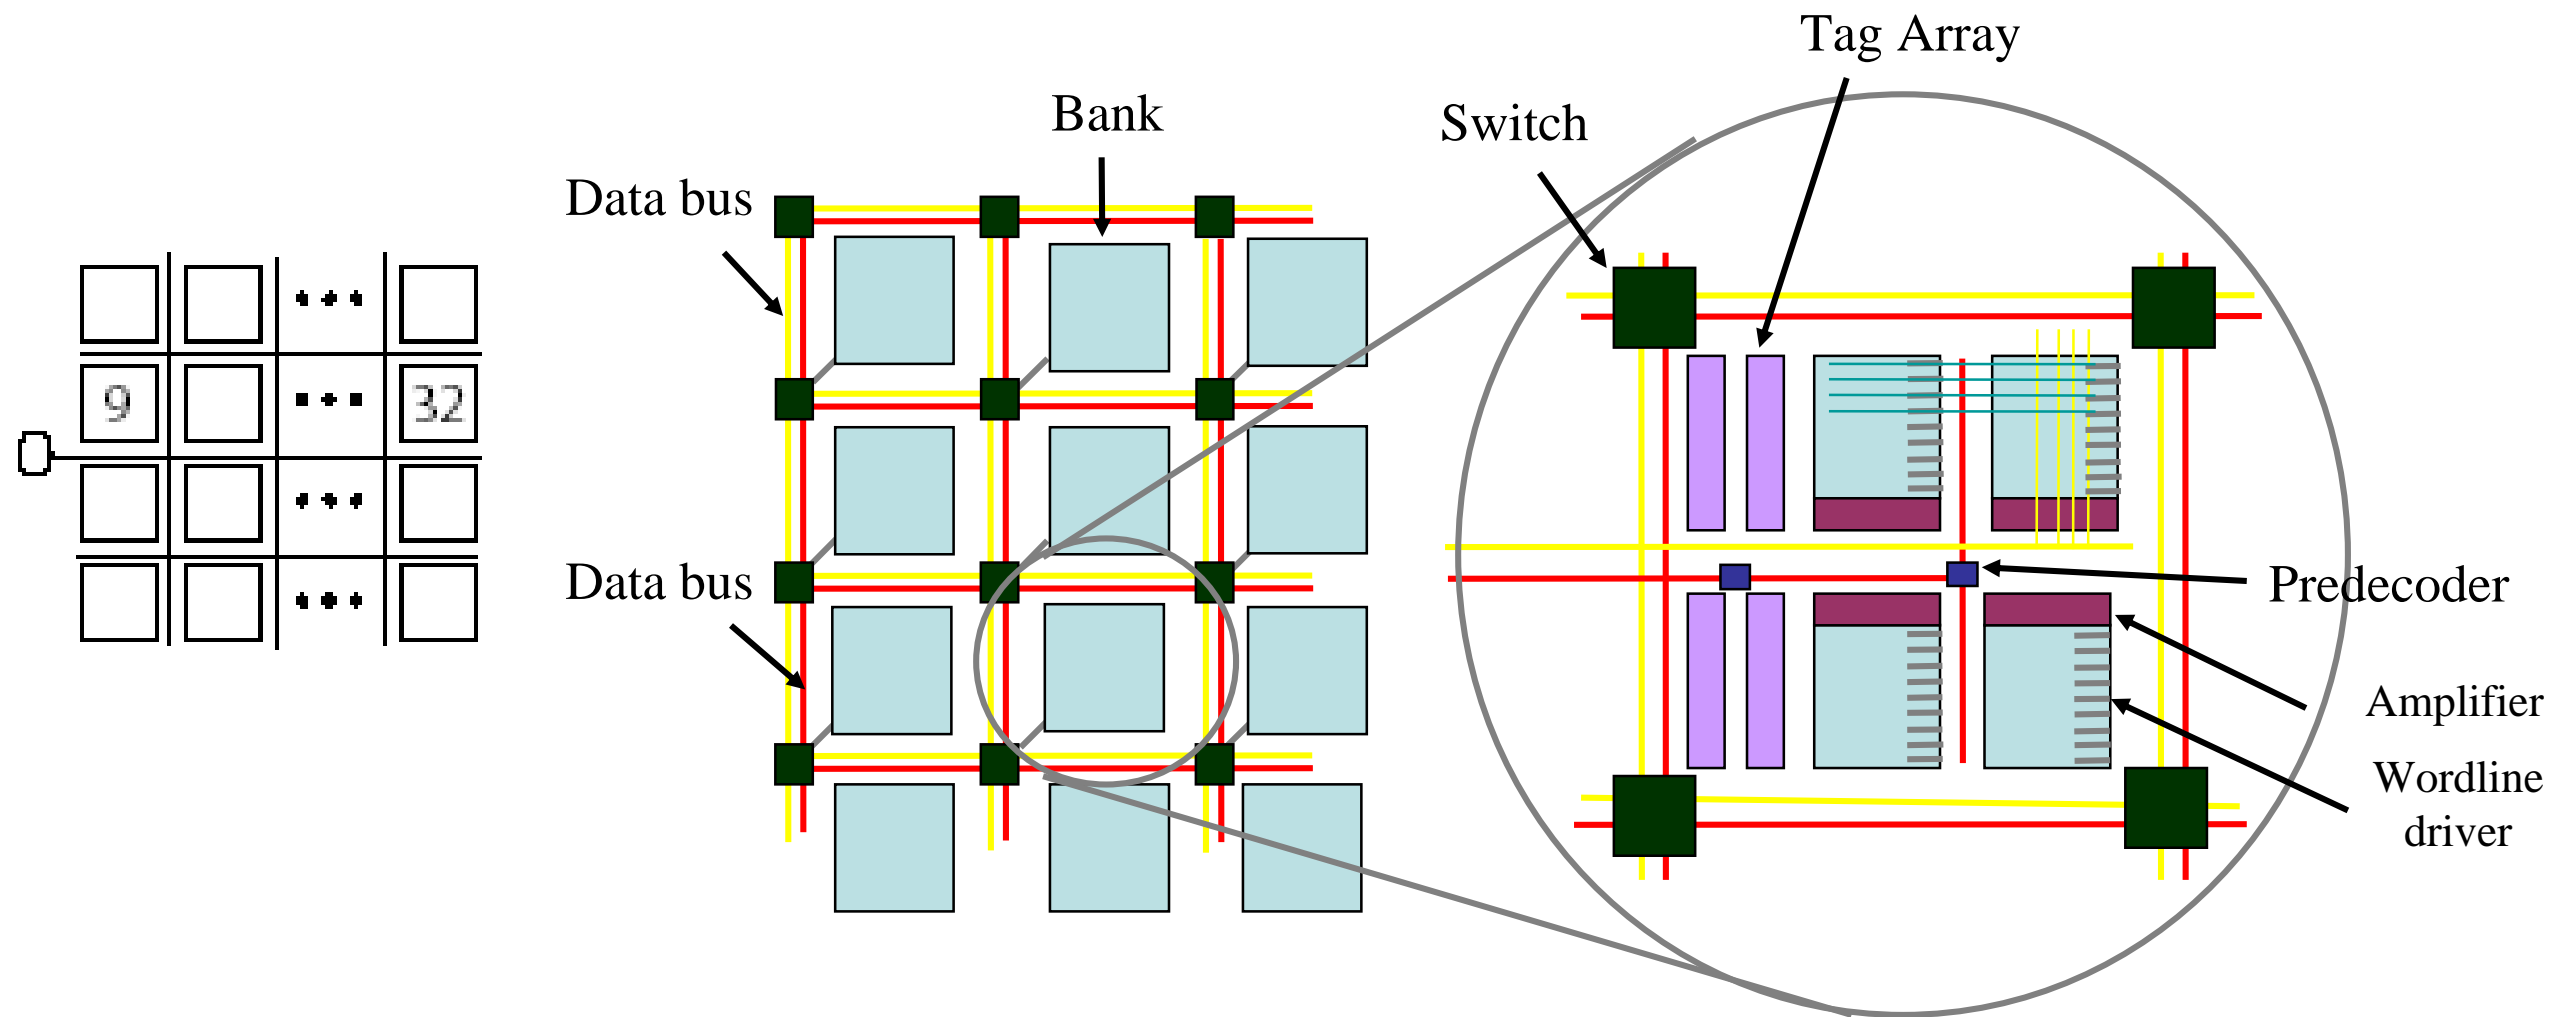 Tag Array
Bank
Switch
Data bus
9
32
Data bus
Predecoder
Amplifier
Wordline
driver